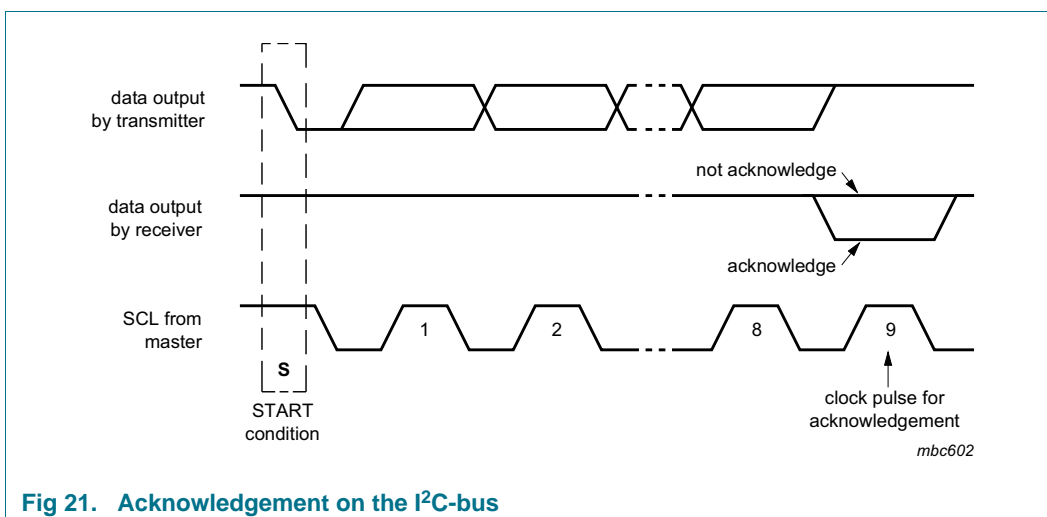 data output
by transmitter
not acknowledge
data output
by receiver
acknowledge
SCL from
master
1
2
8
9
S
START
condition
clock pulse for
acknowledgement
mbc602
Fig 21. Acknowledgement on the I²C-bus